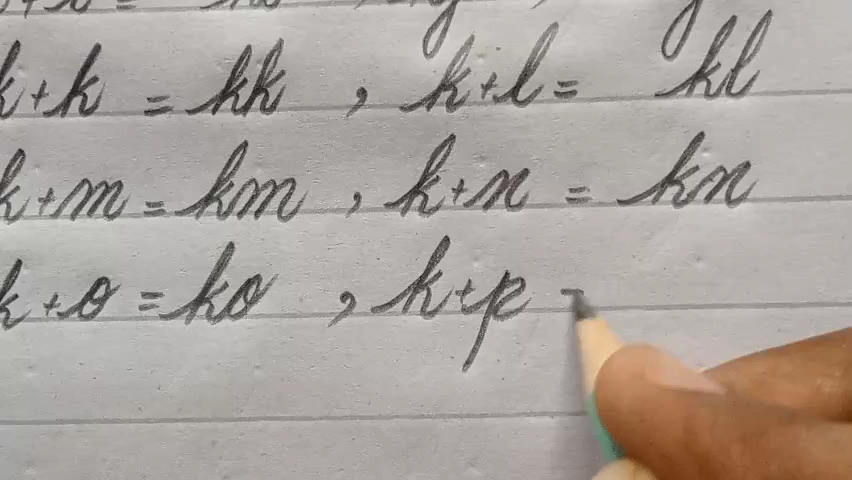 k+k = kk , k+l = kl
k+m = km , k+n = kn
k+o = ko , k+p -